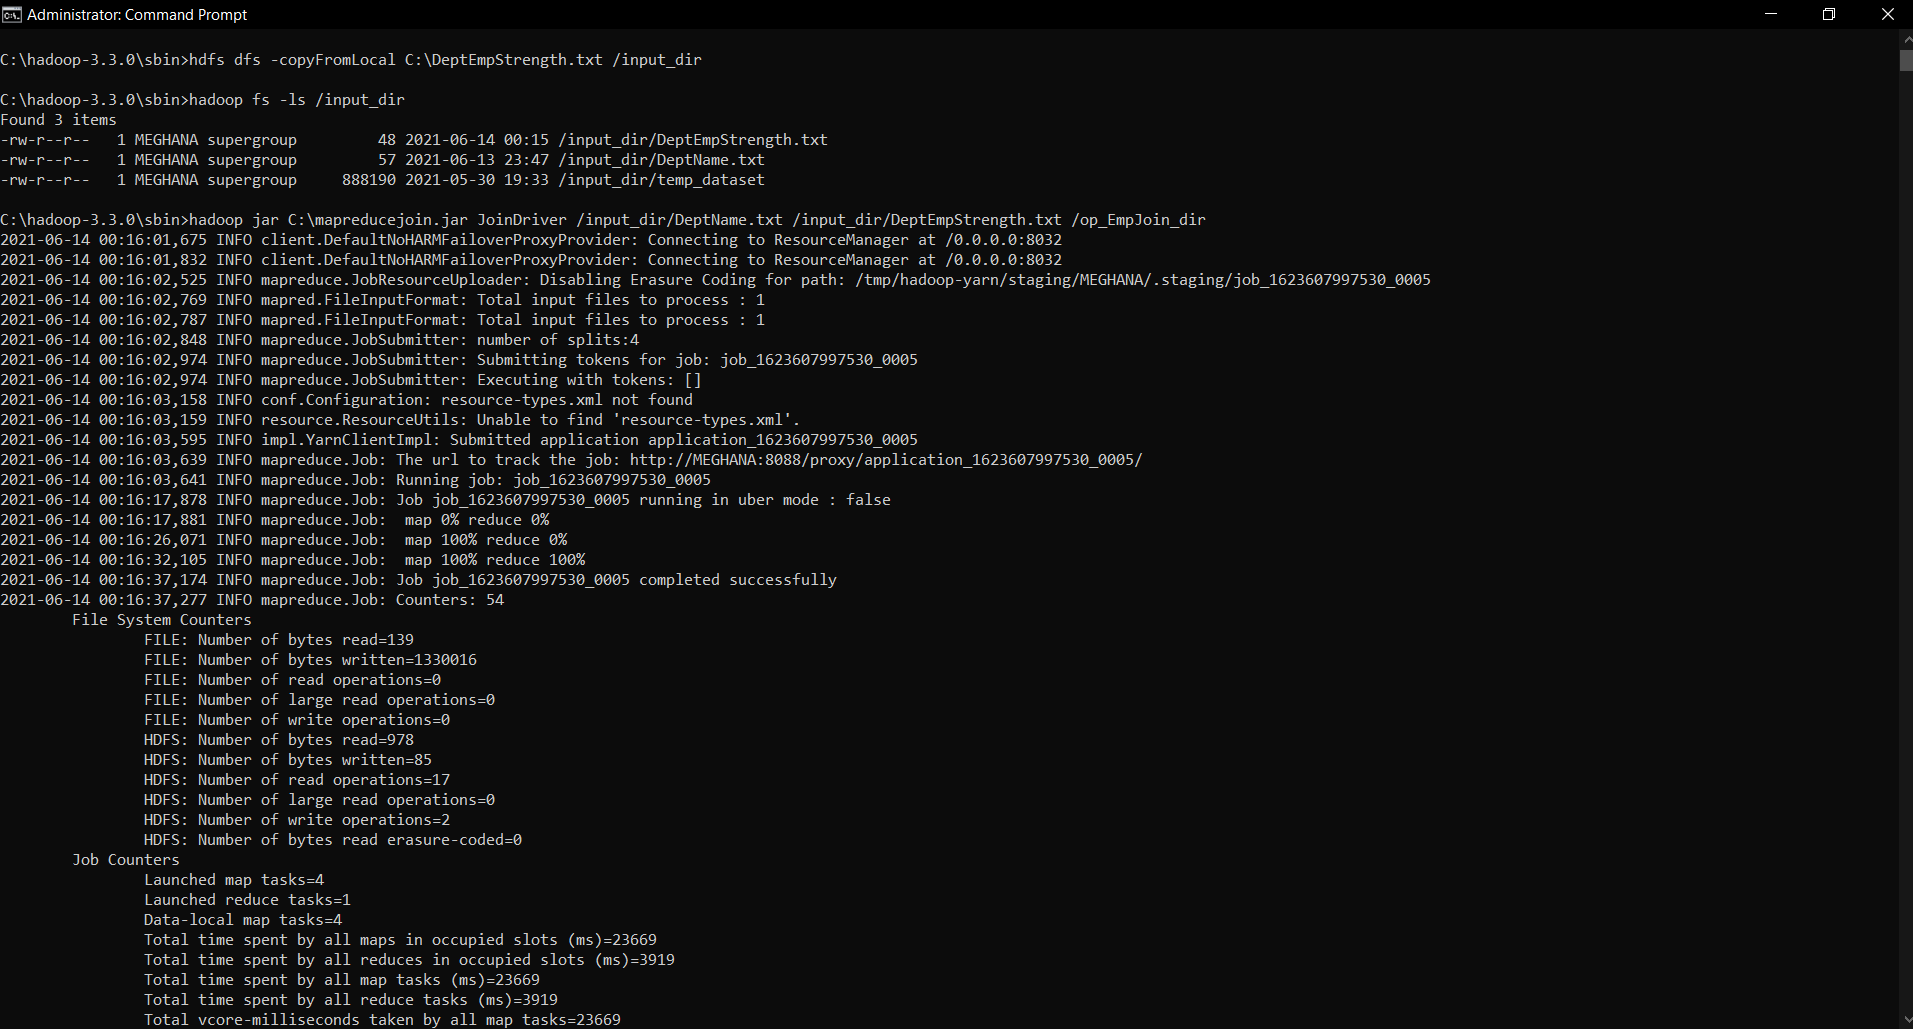 Administrator: Command Prompt
C:\hadoop-3.3.0\sbin>hdfs dfs -copyFromLocal C:\DeptEmpStrength.txt /input_dir
C:\hadoop-3.3.0\sbin>hadoop fs -ls /input_dir
Found 3 items
-rw-r--r--   1 MEGHANA supergroup         48 2021-06-14 00:15 /input_dir/DeptEmpStrength.txt
-rw-r--r--   1 MEGHANA supergroup         57 2021-06-13 23:47 /input_dir/DeptName.txt
-rw-r--r--   1 MEGHANA supergroup     888190 2021-05-30 19:33 /input_dir/temp_dataset
C:\hadoop-3.3.0\sbin>hadoop jar C:\mapreducejoin.jar JoinDriver /input_dir/DeptName.txt /input_dir/DeptEmpStrength.txt /op_EmpJoin_dir
2021-06-14 00:16:01,675 INFO client.DefaultNoHARMFailoverProxyProvider: Connecting to ResourceManager at /0.0.0.0:8032
2021-06-14 00:16:01,832 INFO client.DefaultNoHARMFailoverProxyProvider: Connecting to ResourceManager at /0.0.0.0:8032
2021-06-14 00:16:02,525 INFO mapreduce.JobResourceUploader: Disabling Erasure Coding for path: /tmp/hadoop-yarn/staging/MEGHANA/.staging/job_1623607997530_0005
2021-06-14 00:16:02,769 INFO mapred.FileInputFormat: Total input files to process : 1
2021-06-14 00:16:02,787 INFO mapred.FileInputFormat: Total input files to process : 1
2021-06-14 00:16:02,848 INFO mapreduce.JobSubmitter: number of splits:4
2021-06-14 00:16:02,974 INFO mapreduce.JobSubmitter: Submitting tokens for job: job_1623607997530_0005
2021-06-14 00:16:02,974 INFO mapreduce.JobSubmitter: Executing with tokens: []
2021-06-14 00:16:03,158 INFO conf.Configuration: resource-types.xml not found
2021-06-14 00:16:03,159 INFO resource.ResourceUtils: Unable to find 'resource-types.xml'.
2021-06-14 00:16:03,595 INFO impl.YarnClientImpl: Submitted application application_1623607997530_0005
2021-06-14 00:16:03,639 INFO mapreduce.Job: The url to track the job: http://MEGHANA:8088/proxy/application_1623607997530_0005/
2021-06-14 00:16:03,641 INFO mapreduce.Job: Running job: job_1623607997530_0005
2021-06-14 00:16:17,878 INFO mapreduce.Job: Job job_1623607997530_0005 running in uber mode : false
2021-06-14 00:16:17,881 INFO mapreduce.Job:  map 0% reduce 0%
2021-06-14 00:16:26,071 INFO mapreduce.Job:  map 100% reduce 0%
2021-06-14 00:16:32,105 INFO mapreduce.Job:  map 100% reduce 100%
2021-06-14 00:16:37,174 INFO mapreduce.Job: Job job_1623607997530_0005 completed successfully
2021-06-14 00:16:37,277 INFO mapreduce.Job: Counters: 54
File System Counters
FILE: Number of bytes read=139
FILE: Number of bytes written=1330016
FILE: Number of read operations=0
FILE: Number of large read operations=0
FILE: Number of write operations=0
HDFS: Number of bytes read=978
HDFS: Number of bytes written=85
HDFS: Number of read operations=17
HDFS: Number of large read operations=0
HDFS: Number of write operations=2
HDFS: Number of bytes read erasure-coded=0
Job Counters
Launched map tasks=4
Launched reduce tasks=1
Data-local map tasks=4
Total time spent by all maps in occupied slots (ms)=23669
Total time spent by all reduces in occupied slots (ms)=3919
Total time spent by all map tasks (ms)=23669
Total time spent by all reduce tasks (ms)=3919
Total vcore-milliseconds taken by all map tasks=23669